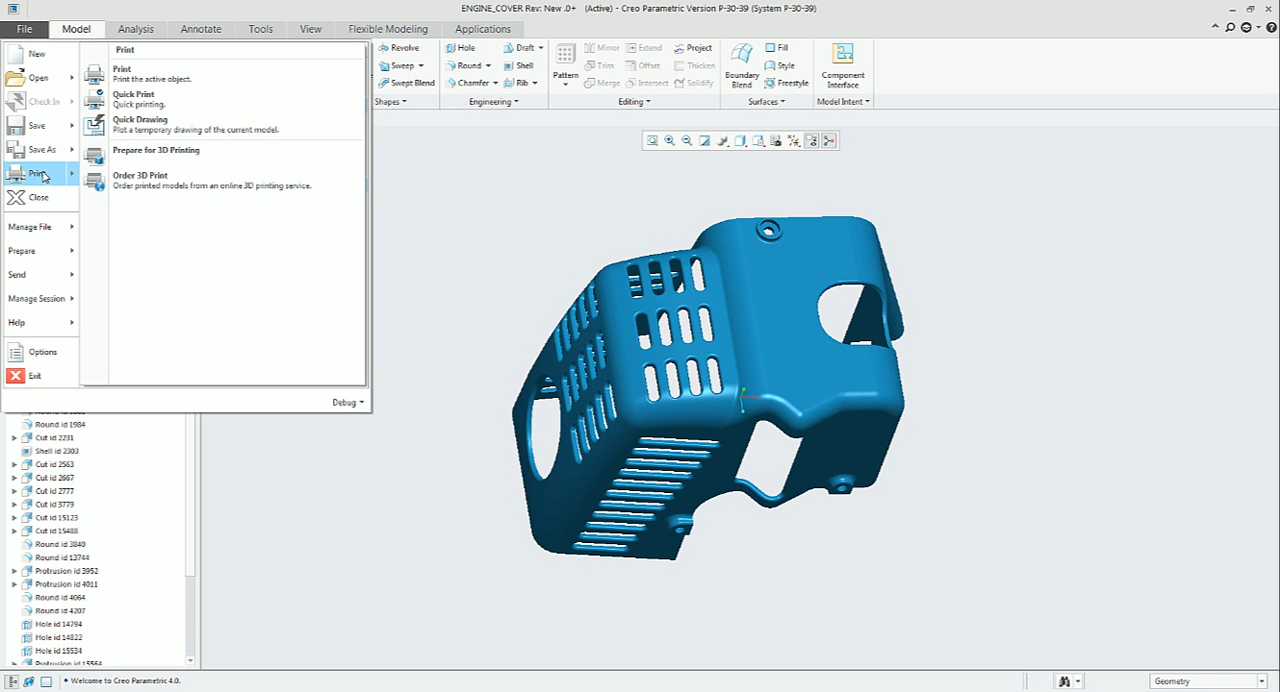 ENGINE_COVER Rev: New .0+ (Active) - Creo Parametric Version P-30-39 (System P-30-39)
File Model Analysis Annotate Tools View Flexible Modeling Applications
New
Open
Check In
Save
Save As
Print
Close
Manage File
Prepare
Send
Manage Session
Help
Options
Exit
Print
Print
Print the active object.
Quick Print
Quick printing.
Quick Drawing
Plot a temporary drawing of the current model.
Prepare for 3D Printing
Order 3D Print
Order printed models from an online 3D printing service.
Debug
Revolve
Sweep
Swept Blend
Shapes
Hole Draft
Round Shell
Chamfer Rib
Engineering
Pattern
Mirror Extend Project
Trim Offset Thicken
Merge Intersect Solidify
Editing
Boundary
Blend
Fill
Style
Freestyle
Surfaces
Component
Interface
Model Intent
Round id 1984
Cut id 2231
Shell id 2303
Cut id 2563
Cut id 2667
Cut id 2777
Cut id 3779
Cut id 15123
Cut id 15488
Round id 3840
Round id 13744
Protrusion id 3952
Protrusion id 4011
Round id 4064
Round id 4207
Hole id 14794
Hole id 14822
Hole id 15534
Protrusion id 15564
• Welcome to Creo Parametric 4.0.
Geometry